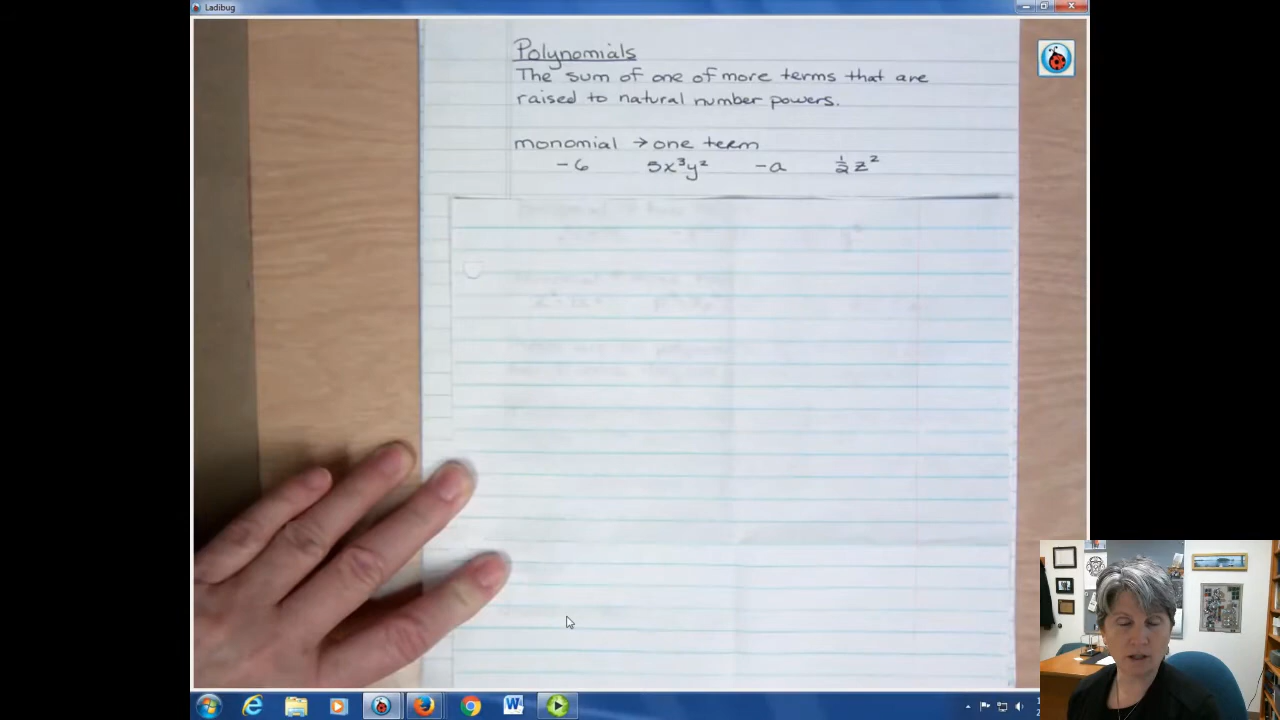 Ladibug
Polynomials
The sum of one of more terms that are
raised to natural number powers.
monomial → one term
-6 5x³y² -a ½z²